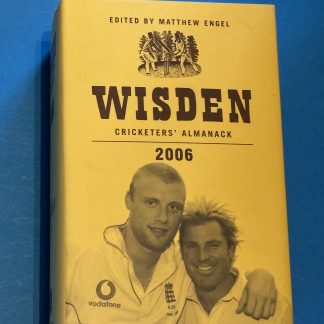 EDITED BY MATTHEW ENGEL
WISDEN
CRICKETERS' ALMANACK
2006
vodafone